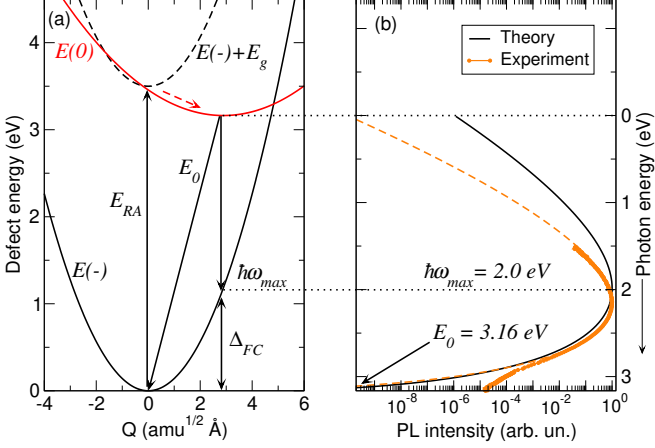 (a)
E(0)
E(-)+E_g
E_RA
E_0
E(-)
ħω_max
Δ_FC
Defect energy (eV)
4
3
2
1
0
-4 -2 0 2 4 6
Q (amu^1/2 Å)
(b)
Theory
Experiment
ħω_max = 2.0 eV
E_0 = 3.16 eV
0
1
2
3
Photon energy (eV)
10^-8 10^-6 10^-4 10^-2 10^0
PL intensity (arb. un.)